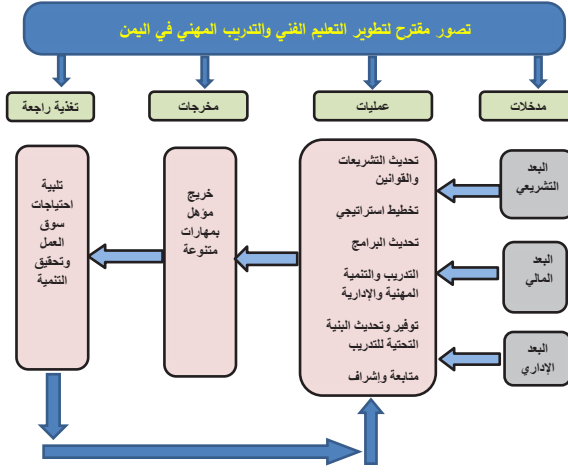 تصور مقترح لتطوير التعليم الفني والتدريب المهني في اليمن
مدخلات
عمليات
مخرجات
تغذية راجعة
البعد
التشريعي
البعد
المالي
البعد
الإداري
تحديث التشريعات
والقوانين
تخطيط استراتيجي
تحديث البرامج
التدريب والتنمية
المهنية والإدارية
توفير وتحديث البنية
التحتية للتدريب
متابعة وإشراف
خريج
مؤهل
بمهارات
متنوعة
تلبية
احتياجات
سوق
العمل
وتحقيق
التنمية